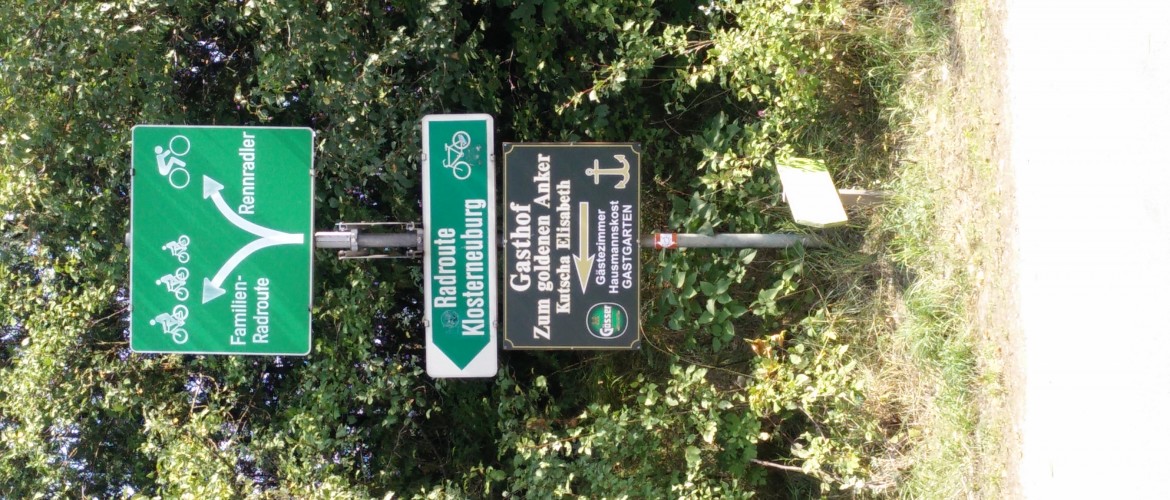 Familien-
Radroute
Rennradler
Radroute
Klosterneuburg
Gasthof
Zum goldenen Anker
Kutscha Elisabeth
Gösser
Gästezimmer
Hausmannskost
GASTGARTEN